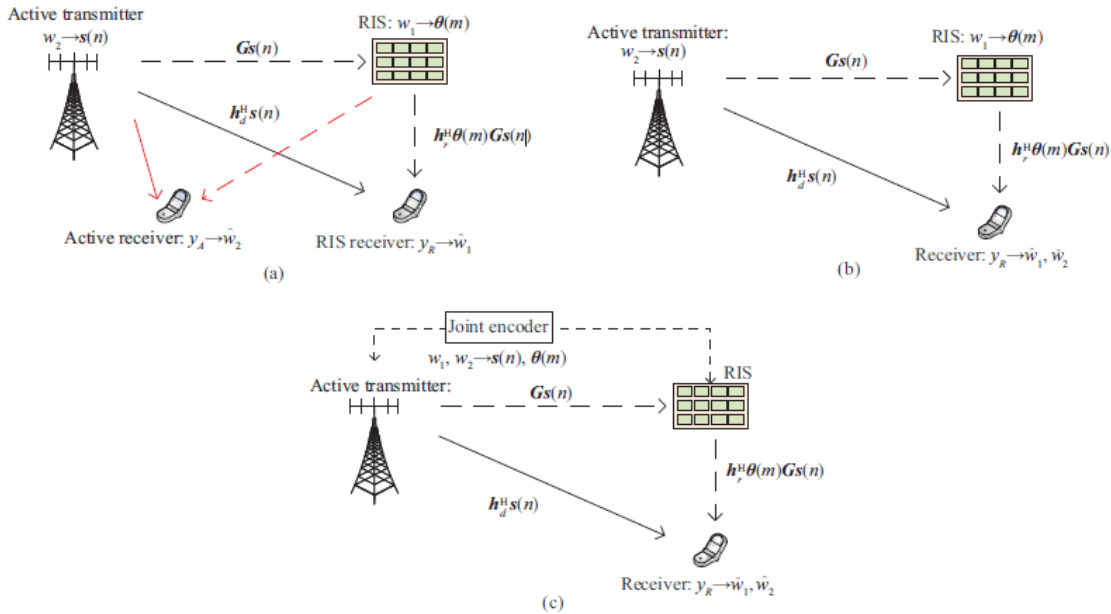 Active transmitter
w₂→s(n)
Gs(n)
RIS: w₁→θ(m)
h_d^H s(n)
h_r^H θ(m)Gs(n)
Active receiver: y_A→ŵ₂
RIS receiver: y_R→ŵ₁
(a)
Active transmitter:
w₂→s(n)
Gs(n)
RIS: w₁→θ(m)
h_d^H s(n)
h_r^H θ(m)Gs(n)
Receiver: y_R→ŵ₁, ŵ₂
(b)
Joint encoder
w₁, w₂→s(n), θ(m)
Active transmitter:
Gs(n)
RIS
h_d^H s(n)
h_r^H θ(m)Gs(n)
Receiver: y_R→ŵ₁, ŵ₂
(c)